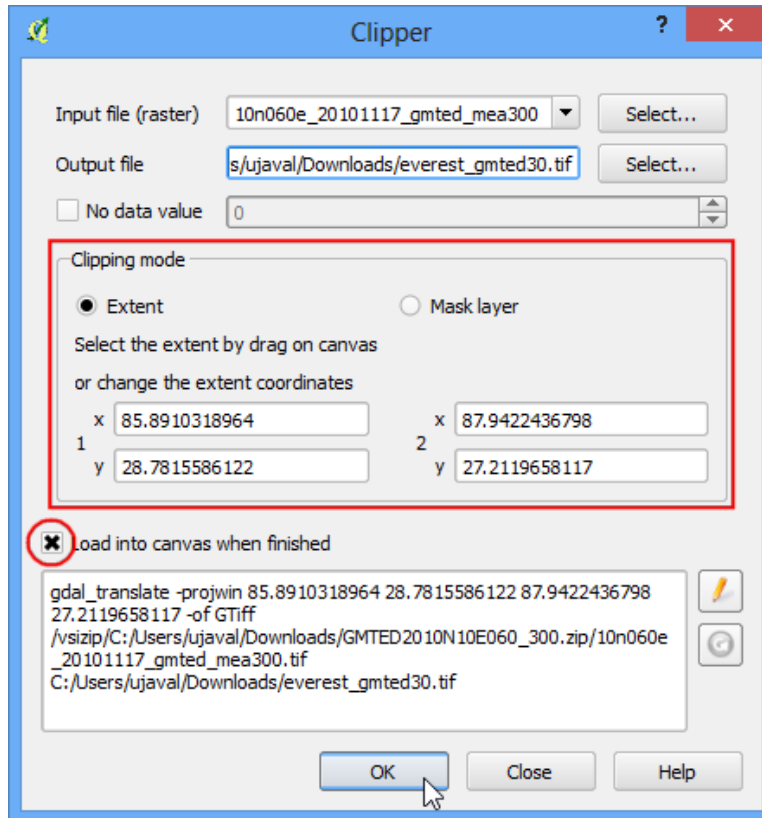 Clipper ? ×
Input file (raster) 10n060e_20101117_gmted_mea300 Select...
Output file s/ujaval/Downloads/everest_gmted30.tif Select...
No data value 0
Clipping mode
Extent Mask layer
Select the extent by drag on canvas
or change the extent coordinates
x 85.8910318964 x 87.9422436798
1 2
y 28.7815586122 y 27.2119658117
Load into canvas when finished
gdal_translate -projwin 85.8910318964 28.7815586122 87.9422436798
27.2119658117 -of GTiff
/vsizip/C:/Users/ujaval/Downloads/GMTED2010N10E060_300.zip/10n060e
_20101117_gmted_mea300.tif
C:/Users/ujaval/Downloads/everest_gmted30.tif
OK Close Help